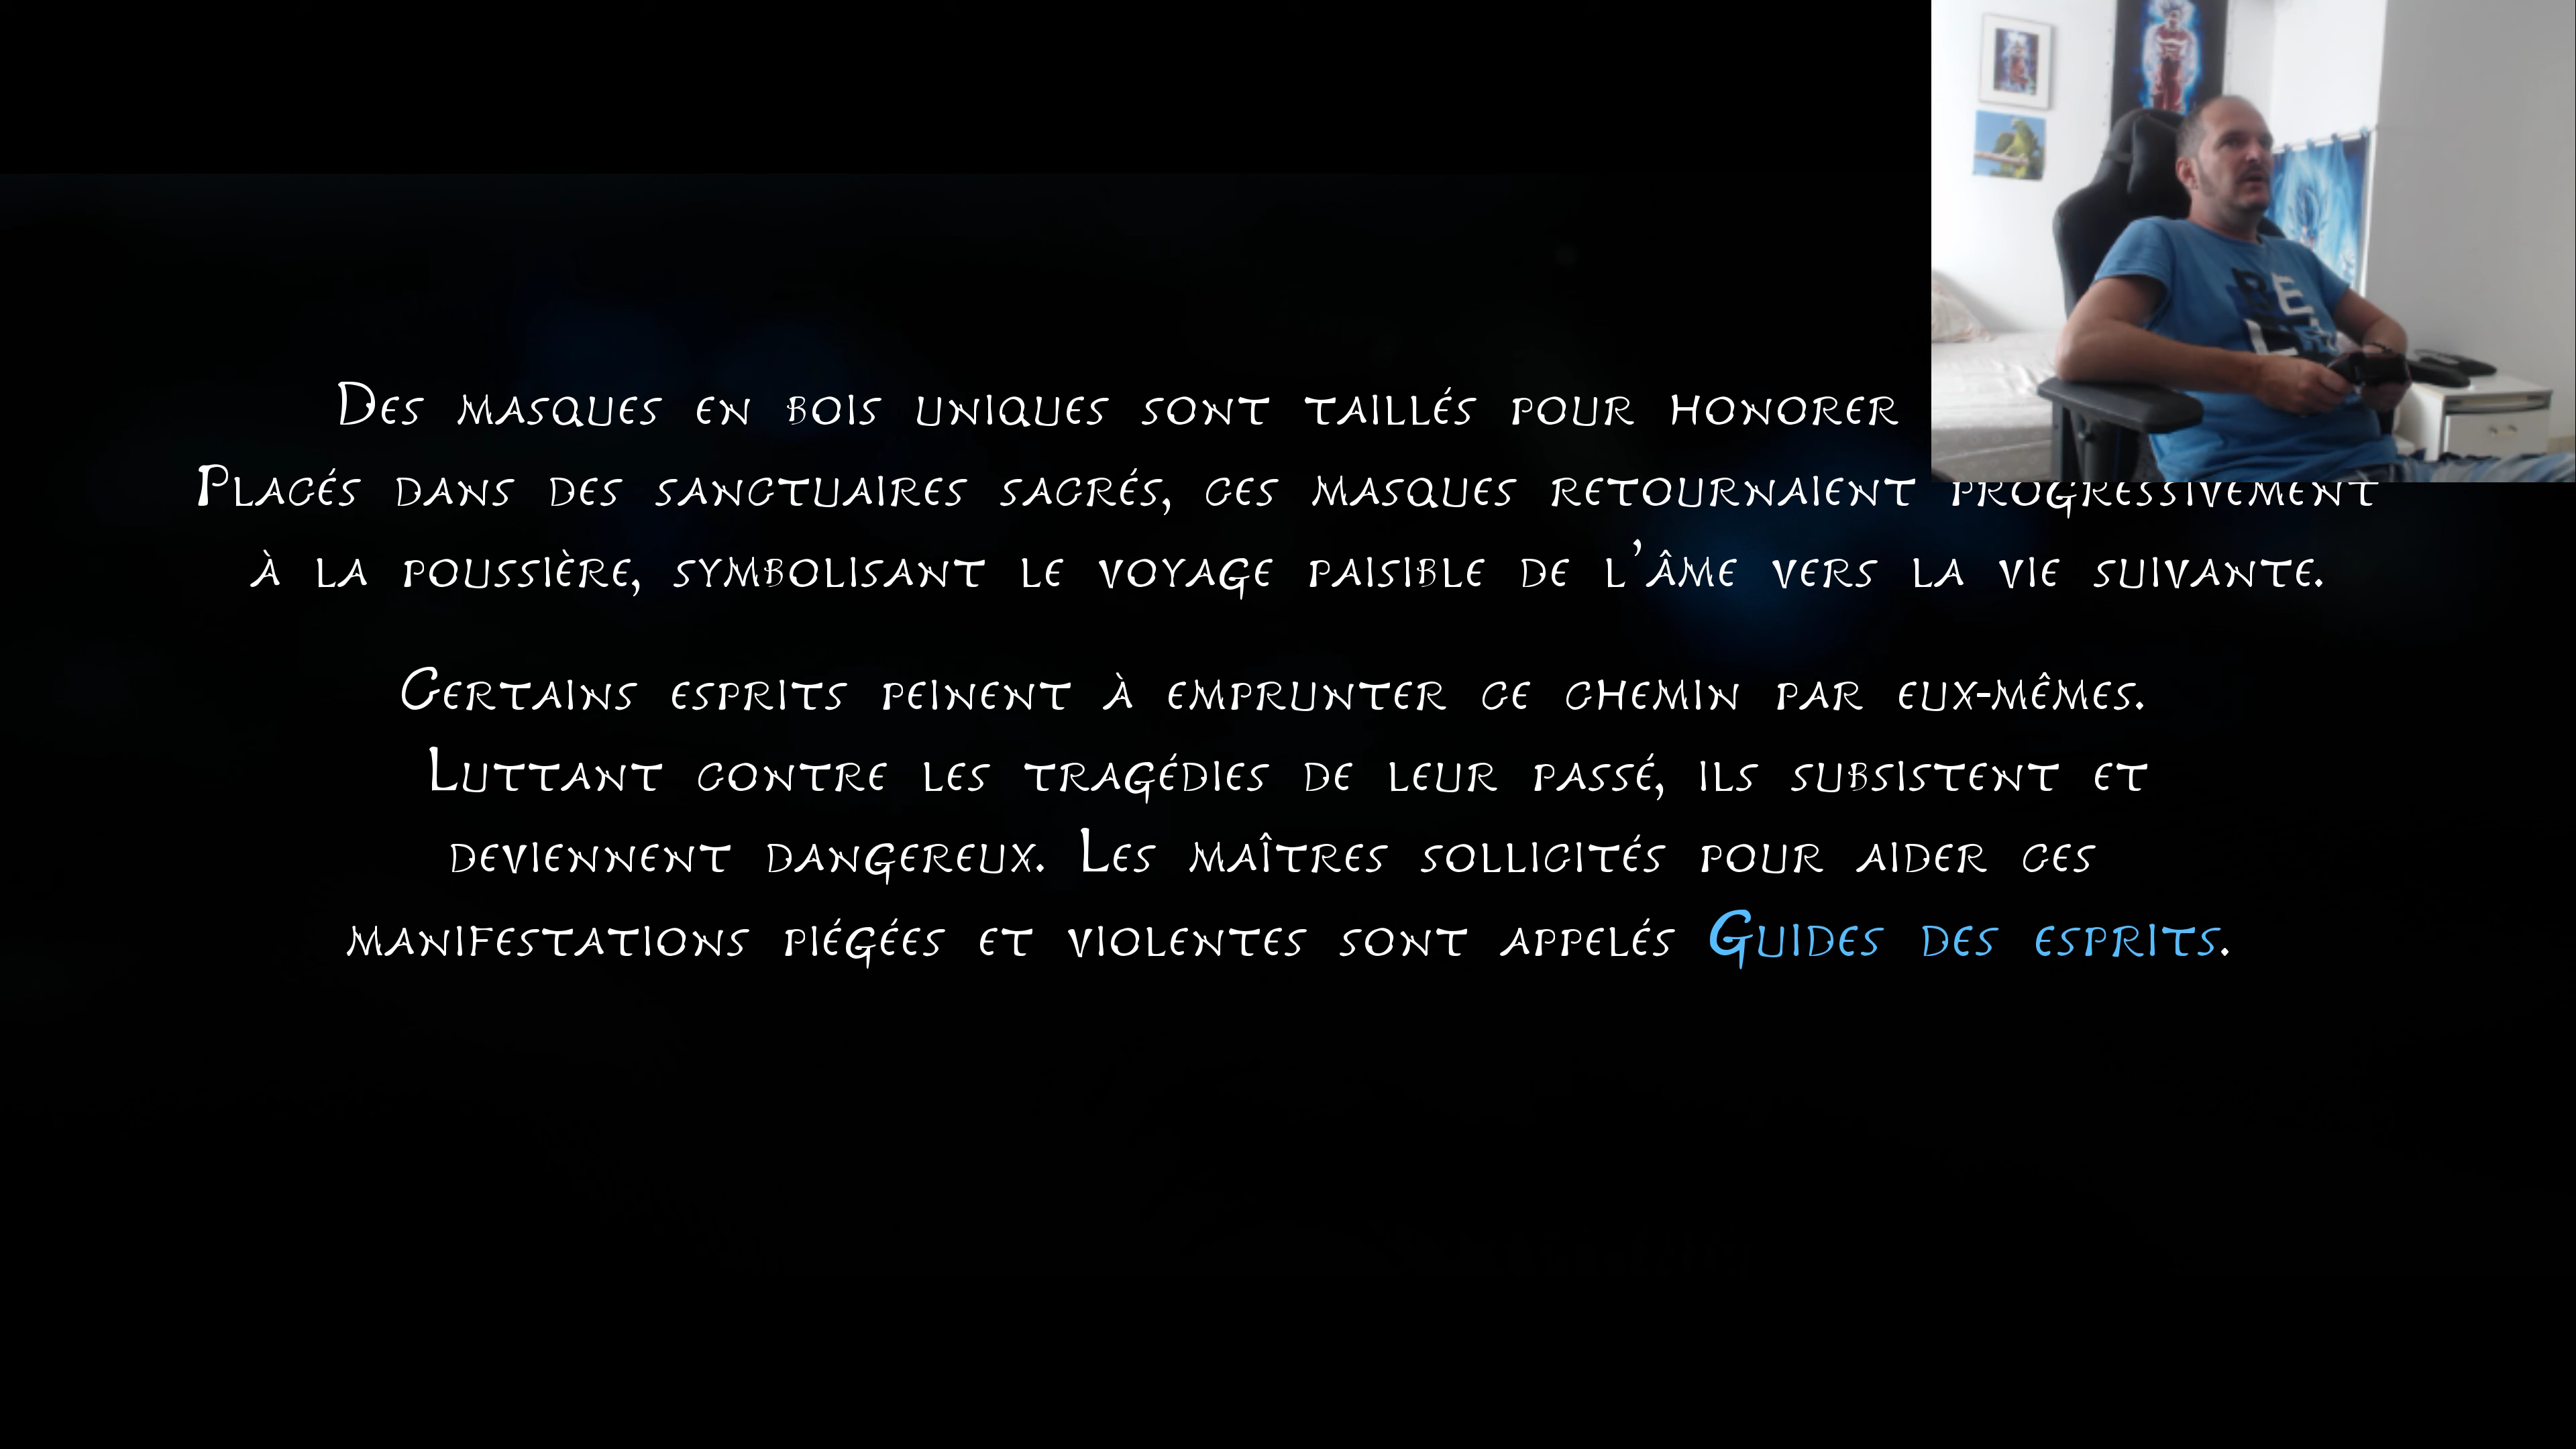 Des masques en bois uniques sont taillés pour honorer
Placés dans des sanctuaires sacrés, ces masques retournaient progressivement
à la poussière, symbolisant le voyage paisible de l'âme vers la vie suivante.
Certains esprits peinent à emprunter ce chemin par eux-mêmes.
Luttant contre les tragédies de leur passé, ils subsistent et
deviennent dangereux. Les maîtres sollicités pour aider ces
manifestations piégées et violentes sont appelés Guides des esprits.